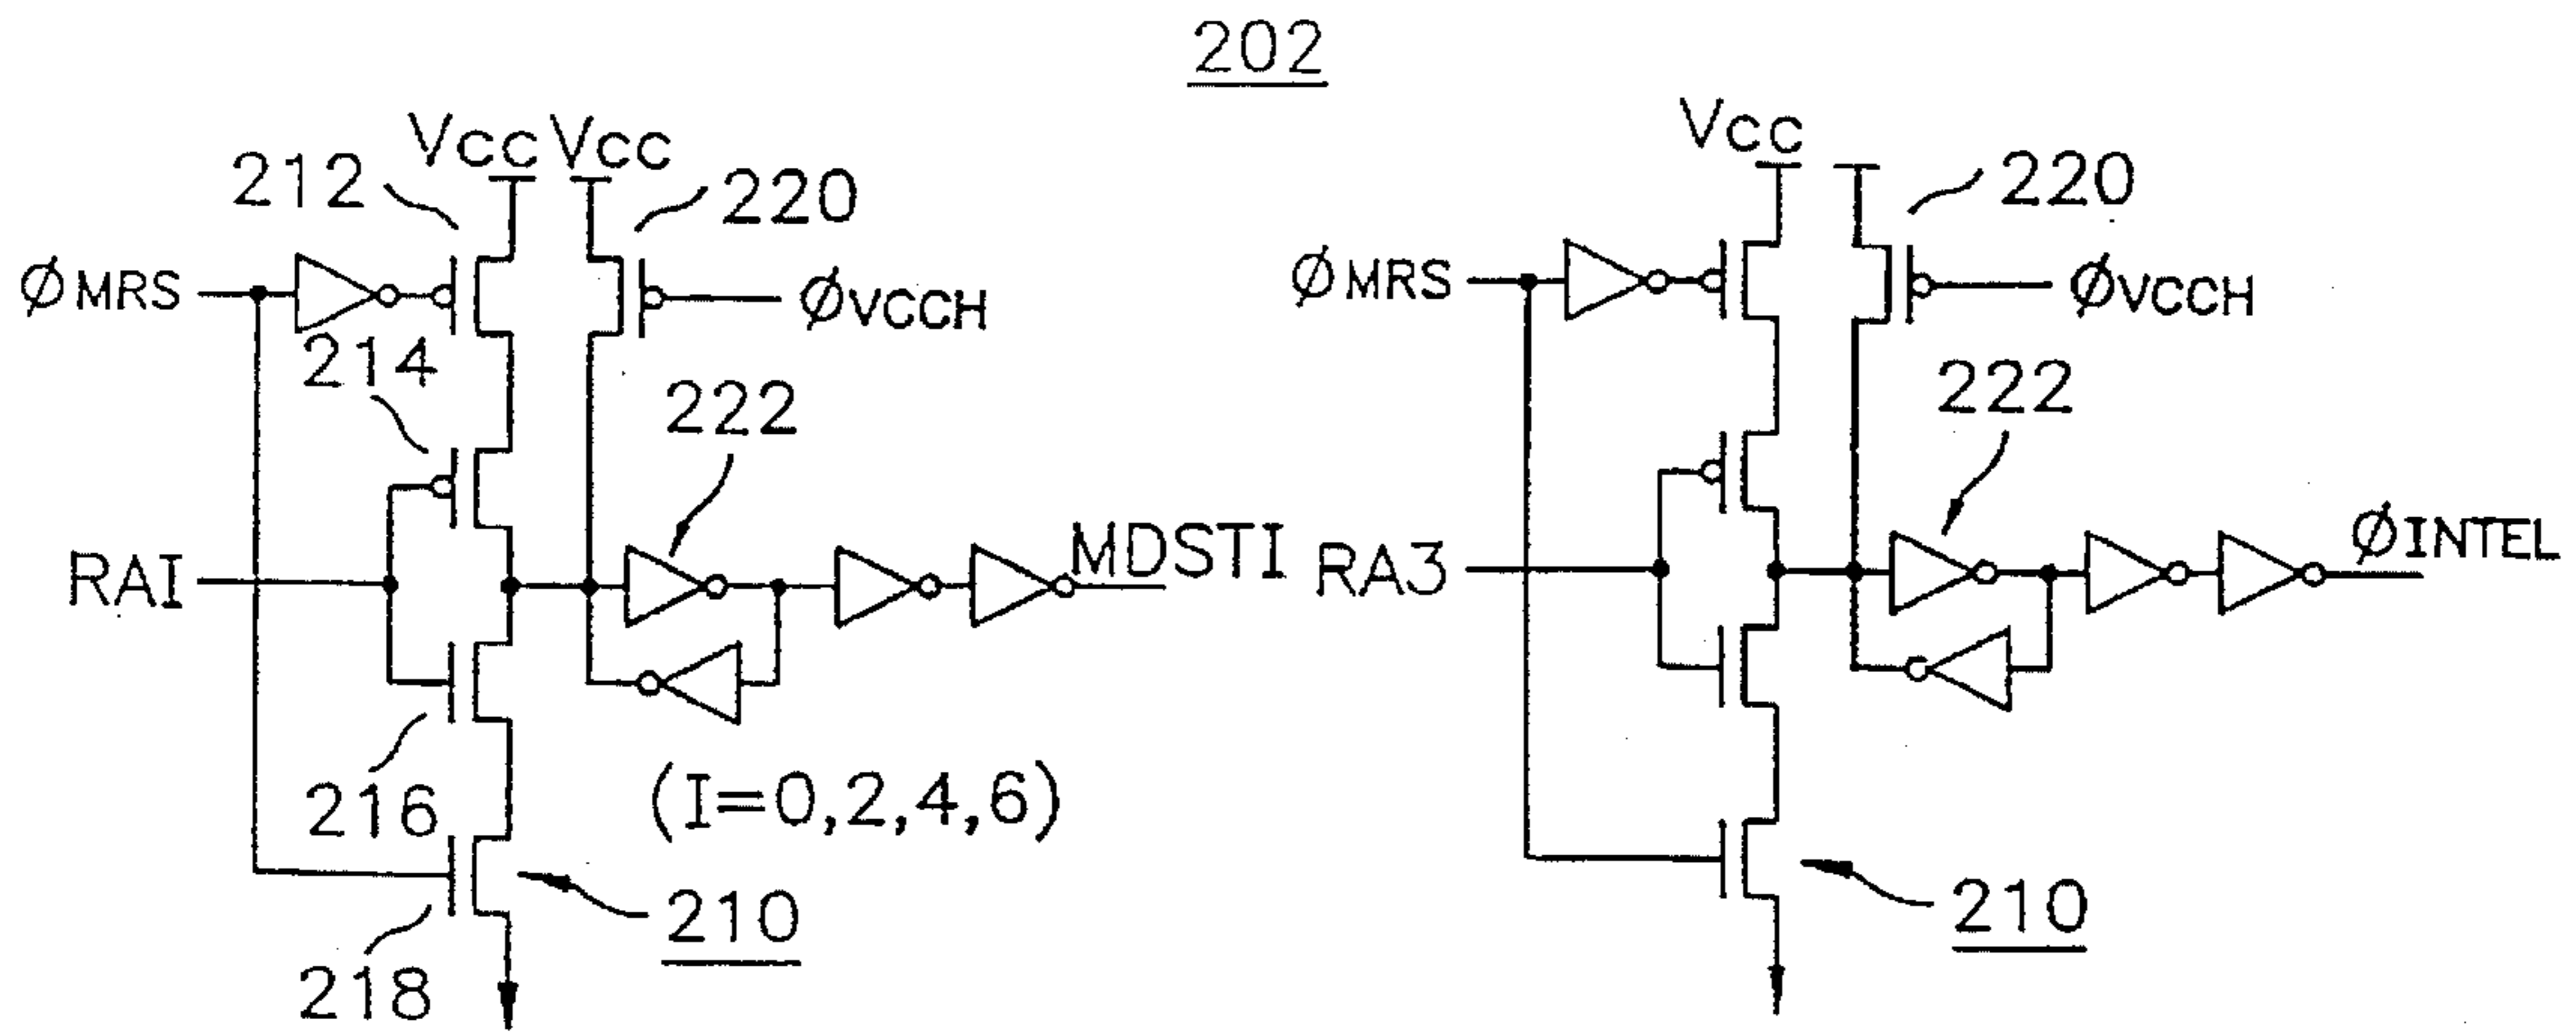 202
Vcc Vcc
212
220
ØMRS
ØVCCH
214
222
RAI
MDSTI
(I=0,2,4,6)
216
210
218
Vcc
220
ØMRS
ØVCCH
222
RA3
ØINTEL
210